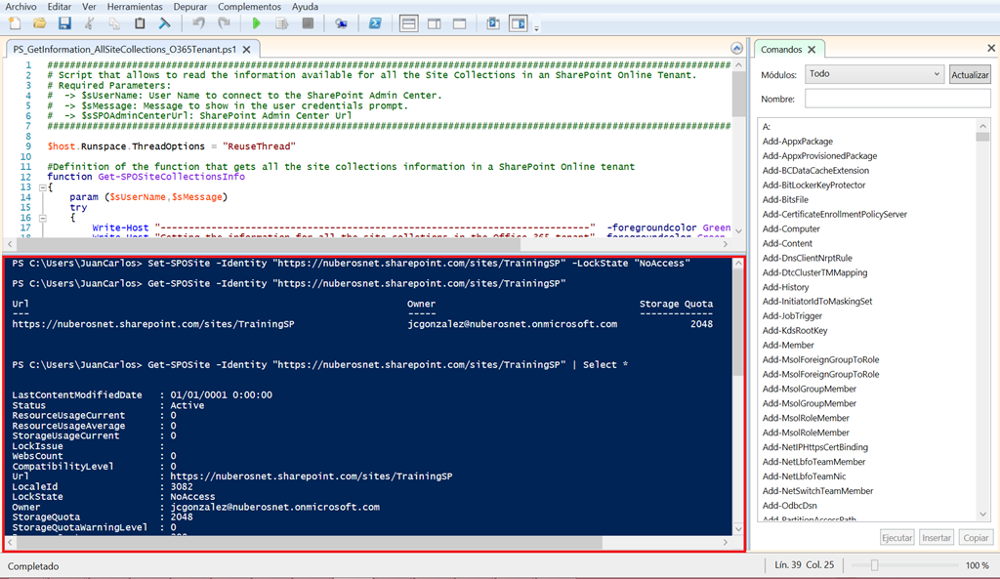 Archivo Editar Ver Herramientas Depurar Complementos Ayuda
PS_GetInformation_AllSiteCollections_O365Tenant.ps1 X
1 ################################################################################################################
2 # Script that allows to read the information available for all the Site Collections in an SharePoint Online Tenant.
3 # Required Parameters:
4 # -> $sUserName: User Name to connect to the SharePoint Admin Center.
5 # -> $sMessage: Message to show in the user credentials prompt.
6 # -> $sSPOAdminCenterUrl: SharePoint Admin Center Url
7 ################################################################################################################
8
9 $host.Runspace.ThreadOptions = "ReuseThread"
10
11 #Definition of the function that gets all the site collections information in a SharePoint Online tenant
12 function Get-SPOSiteCollectionsInfo
13 {
14 param ($sUserName,$sMessage)
15 try
16 {
17 Write-Host "----------------------------------------------------------------------------" -foregroundcolor Green
18 Write-Host "Getting the information for all the site colletions in the Office 365 tenant" -foregroundcolor Green
PS C:\Users\JuanCarlos> Set-SPOSite -Identity "https://nuberosnet.sharepoint.com/sites/TrainingSP" -LockState "NoAccess"
PS C:\Users\JuanCarlos> Get-SPOSite -Identity "https://nuberosnet.sharepoint.com/sites/TrainingSP"
Url Owner Storage Quota
--- ----- -------------
https://nuberosnet.sharepoint.com/sites/TrainingSP jcgonzalez@nuberosnet.onmicrosoft.com 2048
PS C:\Users\JuanCarlos> Get-SPOSite -Identity "https://nuberosnet.sharepoint.com/sites/TrainingSP" | Select *
LastContentModifiedDate : 01/01/0001 0:00:00
Status : Active
ResourceUsageCurrent : 0
ResourceUsageAverage : 0
StorageUsageCurrent : 0
LockIssue :
WebsCount : 0
CompatibilityLevel : 0
Url : https://nuberosnet.sharepoint.com/sites/TrainingSP
LocaleId : 3082
LockState : NoAccess
Owner : jcgonzalez@nuberosnet.onmicrosoft.com
StorageQuota : 2048
StorageQuotaWarningLevel : 0
Completado
Comandos X
Módulos: Todo Actualizar
Nombre:
A:
Add-AppxPackage
Add-AppxProvisionedPackage
Add-BCDataCacheExtension
Add-BitLockerKeyProtector
Add-BitsFile
Add-CertificateEnrollmentPolicyServer
Add-Computer
Add-Content
Add-DnsClientNrptRule
Add-DtcClusterTMMapping
Add-History
Add-InitiatorIdToMaskingSet
Add-JobTrigger
Add-KdsRootKey
Add-Member
Add-MsolForeignGroupToRole
Add-MsolForeignGroupToRole
Add-MsolGroupMember
Add-MsolGroupMember
Add-MsolRoleMember
Add-MsolRoleMember
Add-NetIPHttpsCertBinding
Add-NetLbfoTeamMember
Add-NetLbfoTeamNic
Add-NetSwitchTeamMember
Add-OdbcDsn
Add-PartitionAccessPath
Ejecutar Insertar Copiar
Lín. 39 Col. 25 100 %